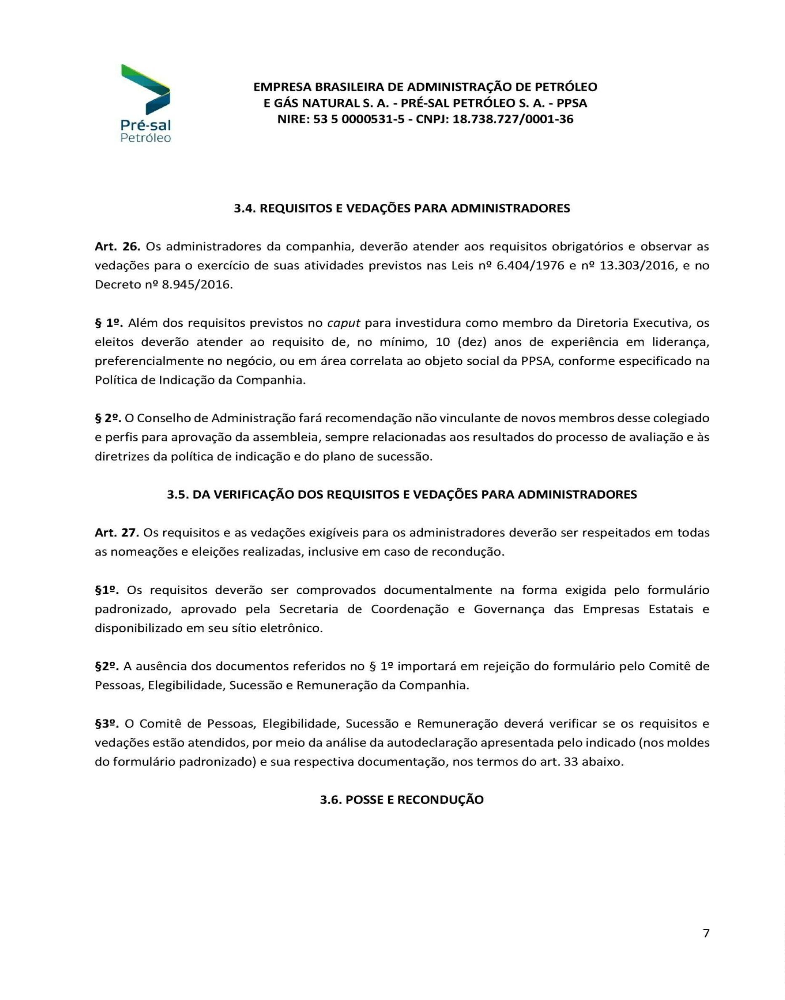 Pré-sal
Petróleo
EMPRESA BRASILEIRA DE ADMINISTRAÇÃO DE PETRÓLEO
E GÁS NATURAL S. A. - PRÉ-SAL PETRÓLEO S. A. - PPSA
NIRE: 53 5 0000531-5 - CNPJ: 18.738.727/0001-36
3.4. REQUISITOS E VEDAÇÕES PARA ADMINISTRADORES
Art. 26. Os administradores da companhia, deverão atender aos requisitos obrigatórios e observar as
vedações para o exercício de suas atividades previstos nas Leis nº 6.404/1976 e nº 13.303/2016, e no
Decreto nº 8.945/2016.
§ 1º. Além dos requisitos previstos no caput para investidura como membro da Diretoria Executiva, os
eleitos deverão atender ao requisito de, no mínimo, 10 (dez) anos de experiência em liderança,
preferencialmente no negócio, ou em área correlata ao objeto social da PPSA, conforme especificado na
Política de Indicação da Companhia.
§ 2º. O Conselho de Administração fará recomendação não vinculante de novos membros desse colegiado
e perfis para aprovação da assembleia, sempre relacionadas aos resultados do processo de avaliação e às
diretrizes da política de indicação e do plano de sucessão.
3.5. DA VERIFICAÇÃO DOS REQUISITOS E VEDAÇÕES PARA ADMINISTRADORES
Art. 27. Os requisitos e as vedações exigíveis para os administradores deverão ser respeitados em todas
as nomeações e eleições realizadas, inclusive em caso de recondução.
§1º. Os requisitos deverão ser comprovados documentalmente na forma exigida pelo formulário
padronizado, aprovado pela Secretaria de Coordenação e Governança das Empresas Estatais e
disponibilizado em seu sítio eletrônico.
§2º. A ausência dos documentos referidos no § 1º importará em rejeição do formulário pelo Comitê de
Pessoas, Elegibilidade, Sucessão e Remuneração da Companhia.
§3º. O Comitê de Pessoas, Elegibilidade, Sucessão e Remuneração deverá verificar se os requisitos e
vedações estão atendidos, por meio da análise da autodeclaração apresentada pelo indicado (nos moldes
do formulário padronizado) e sua respectiva documentação, nos termos do art. 33 abaixo.
3.6. POSSE E RECONDUÇÃO
7